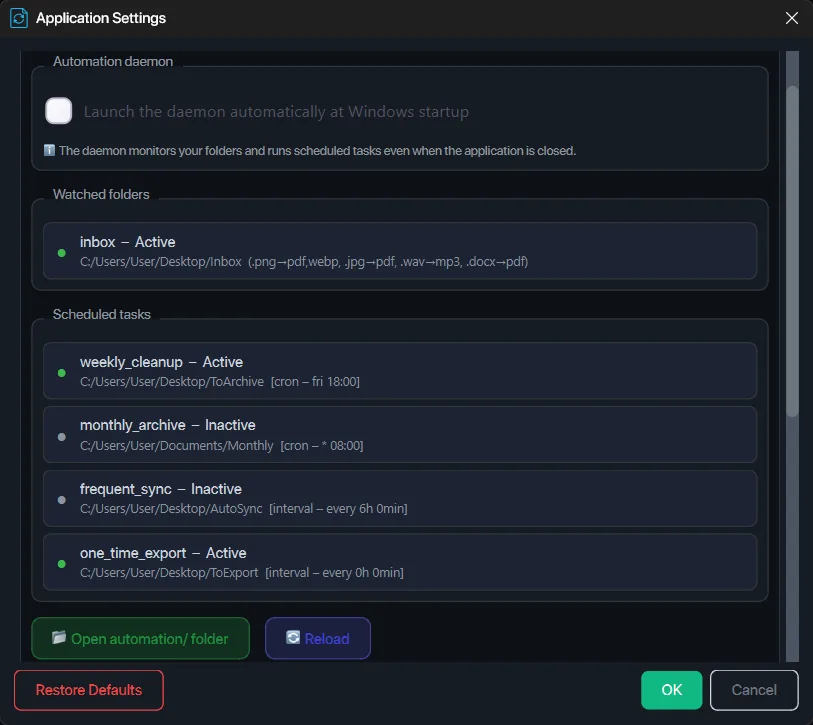 Application Settings
Automation daemon
Launch the daemon automatically at Windows startup
The daemon monitors your folders and runs scheduled tasks even when the application is closed.
Watched folders
inbox – Active
C:/Users/User/Desktop/Inbox (.png→pdf,webp, .jpg→pdf, .wav→mp3, .docx→pdf)
Scheduled tasks
weekly_cleanup – Active
C:/Users/User/Desktop/ToArchive [cron – fri 18:00]
monthly_archive – Inactive
C:/Users/User/Documents/Monthly [cron – * 08:00]
frequent_sync – Inactive
C:/Users/User/Desktop/AutoSync [interval – every 6h 0min]
one_time_export – Active
C:/Users/User/Desktop/ToExport [interval – every 0h 0min]
Open automation/ folder
Reload
Restore Defaults
OK
Cancel